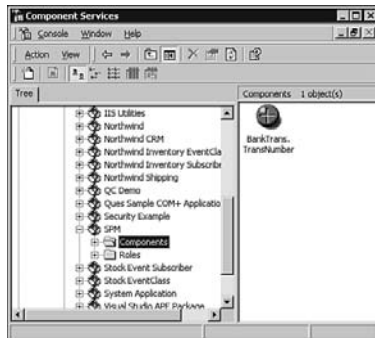 Component Services
Console Window Help
Action View
Tree
Components 1 object(s)
IIS Utilities
Northwind
Northwind CRM
Northwind Inventory EventCla
Northwind Inventory Subscribe
Northwind Shipping
QC Demo
Ques Sample COM+ Applicatio
Security Example
SPM
Components
Roles
Stock Event Subscriber
Stock EventClass
System Application
Visual Studio APE Package
BankTrans.
TransNumber